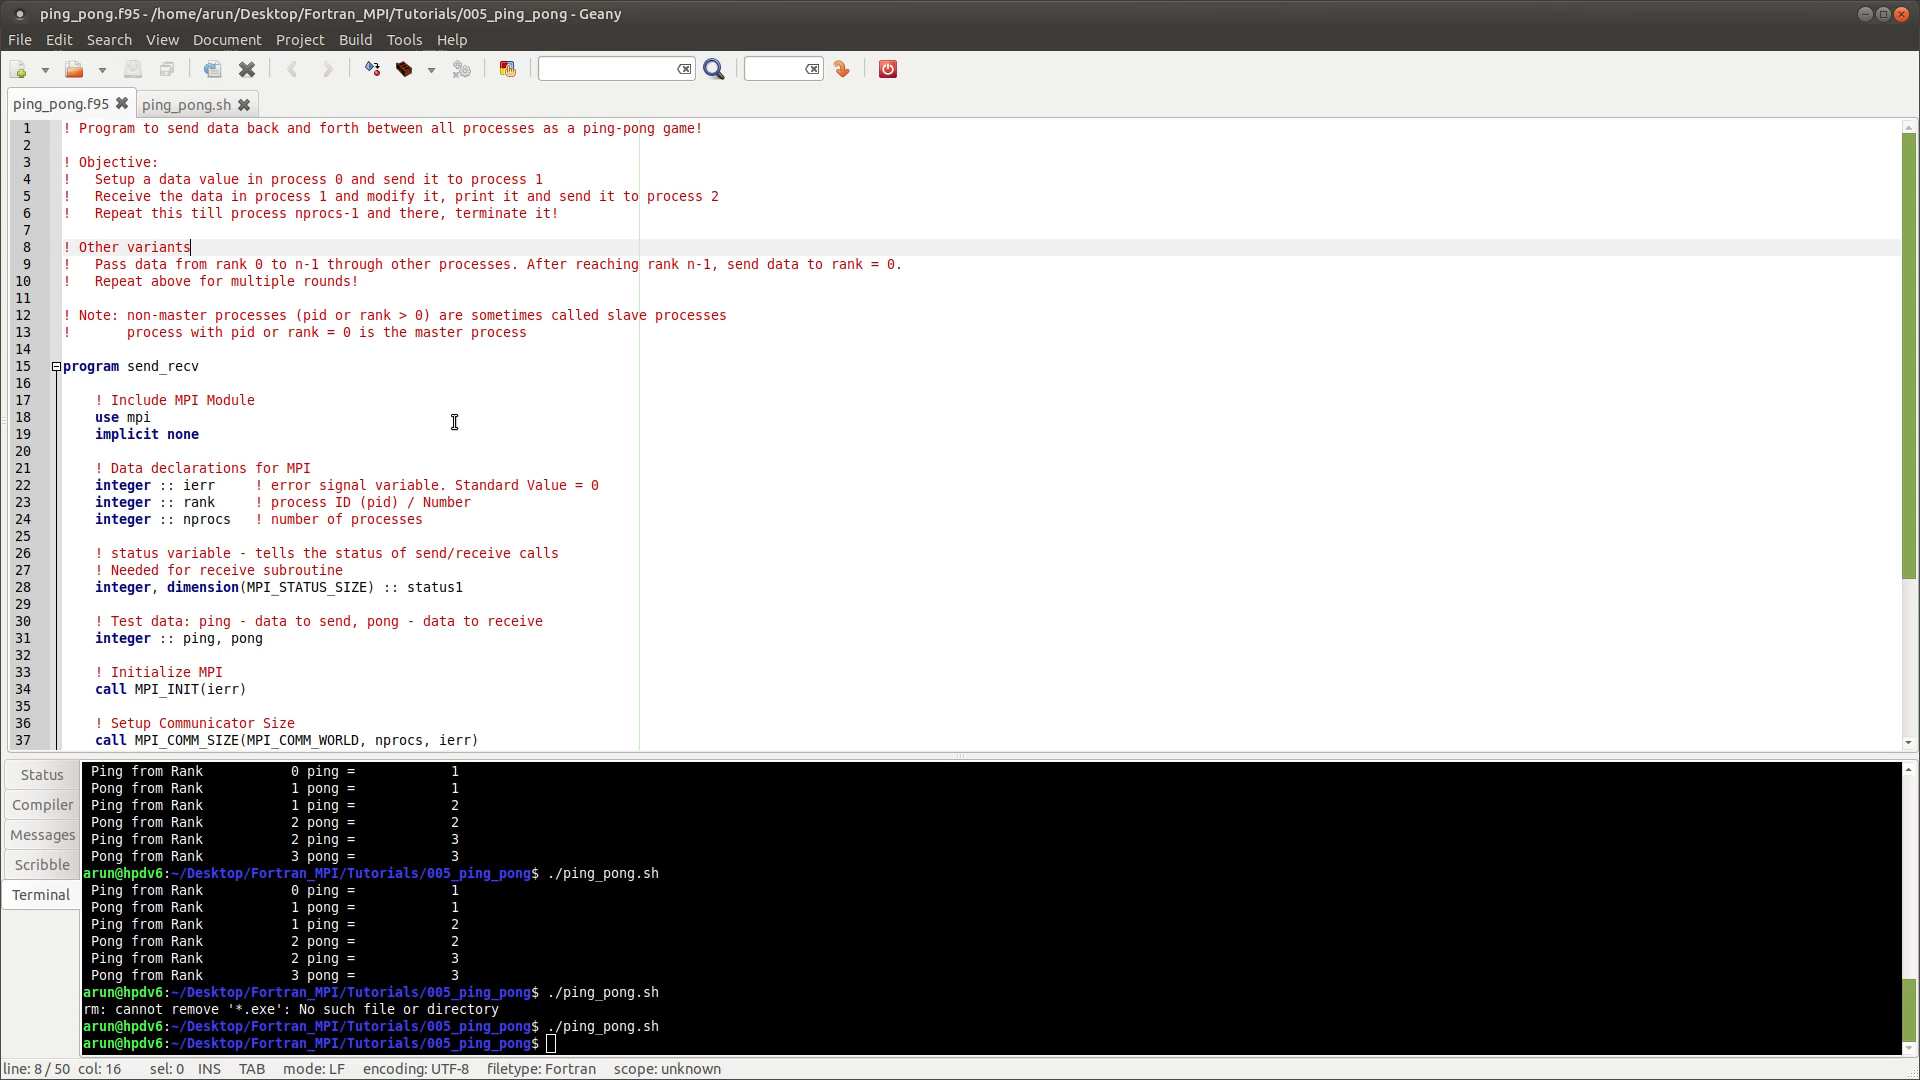 ping_pong.f95 - /home/arun/Desktop/Fortran_MPI/Tutorials/005_ping_pong - Geany
File Edit Search View Document Project Build Tools Help
ping_pong.f95 ping_pong.sh
1 ! Program to send data back and forth between all processes as a ping-pong game!
2
3 ! Objective:
4 !   Setup a data value in process 0 and send it to process 1
5 !   Receive the data in process 1 and modify it, print it and send it to process 2
6 !   Repeat this till process nprocs-1 and there, terminate it!
7
8 ! Other variants
9 !   Pass data from rank 0 to n-1 through other processes. After reaching rank n-1, send data to rank = 0.
10 !   Repeat above for multiple rounds!
11
12 ! Note: non-master processes (pid or rank > 0) are sometimes called slave processes
13 !       process with pid or rank = 0 is the master process
14
15 program send_recv
16
17     ! Include MPI Module
18     use mpi
19     implicit none
20
21     ! Data declarations for MPI
22     integer :: ierr     ! error signal variable. Standard Value = 0
23     integer :: rank     ! process ID (pid) / Number
24     integer :: nprocs   ! number of processes
25
26     ! status variable - tells the status of send/receive calls
27     ! Needed for receive subroutine
28     integer, dimension(MPI_STATUS_SIZE) :: status1
29
30     ! Test data: ping - data to send, pong - data to receive
31     integer :: ping, pong
32
33     ! Initialize MPI
34     call MPI_INIT(ierr)
35
36     ! Setup Communicator Size
37     call MPI_COMM_SIZE(MPI_COMM_WORLD, nprocs, ierr)
Status
Compiler
Messages
Scribble
Terminal
Ping from Rank           0 ping =            1
Pong from Rank           1 pong =            1
Ping from Rank           1 ping =            2
Pong from Rank           2 pong =            2
Ping from Rank           2 ping =            3
Pong from Rank           3 pong =            3
arun@hpdv6:~/Desktop/Fortran_MPI/Tutorials/005_ping_pong$ ./ping_pong.sh
Ping from Rank           0 ping =            1
Pong from Rank           1 pong =            1
Ping from Rank           1 ping =            2
Pong from Rank           2 pong =            2
Ping from Rank           2 ping =            3
Pong from Rank           3 pong =            3
arun@hpdv6:~/Desktop/Fortran_MPI/Tutorials/005_ping_pong$ ./ping_pong.sh
rm: cannot remove '*.exe': No such file or directory
arun@hpdv6:~/Desktop/Fortran_MPI/Tutorials/005_ping_pong$ ./ping_pong.sh
arun@hpdv6:~/Desktop/Fortran_MPI/Tutorials/005_ping_pong$
line: 8 / 50 col: 16 sel: 0 INS TAB mode: LF encoding: UTF-8 filetype: Fortran scope: unknown